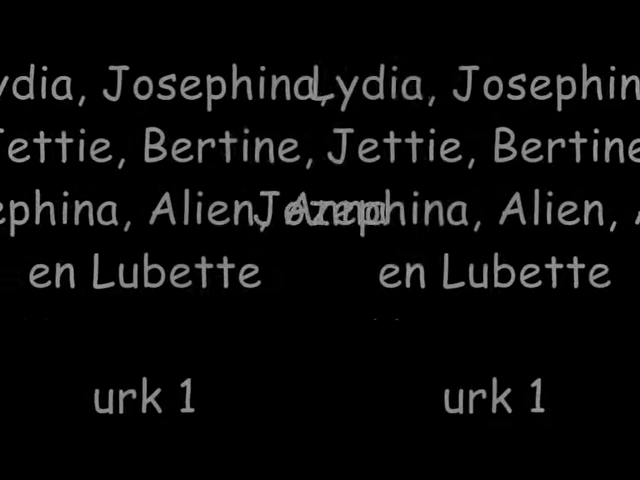 ydia, Josephina, Lydia, Josephin
Jettie, Bertine, Jettie, Bertine
ephina, Alien, Josephina, Alien,
en Lubette en Lubette
urk 1 urk 1